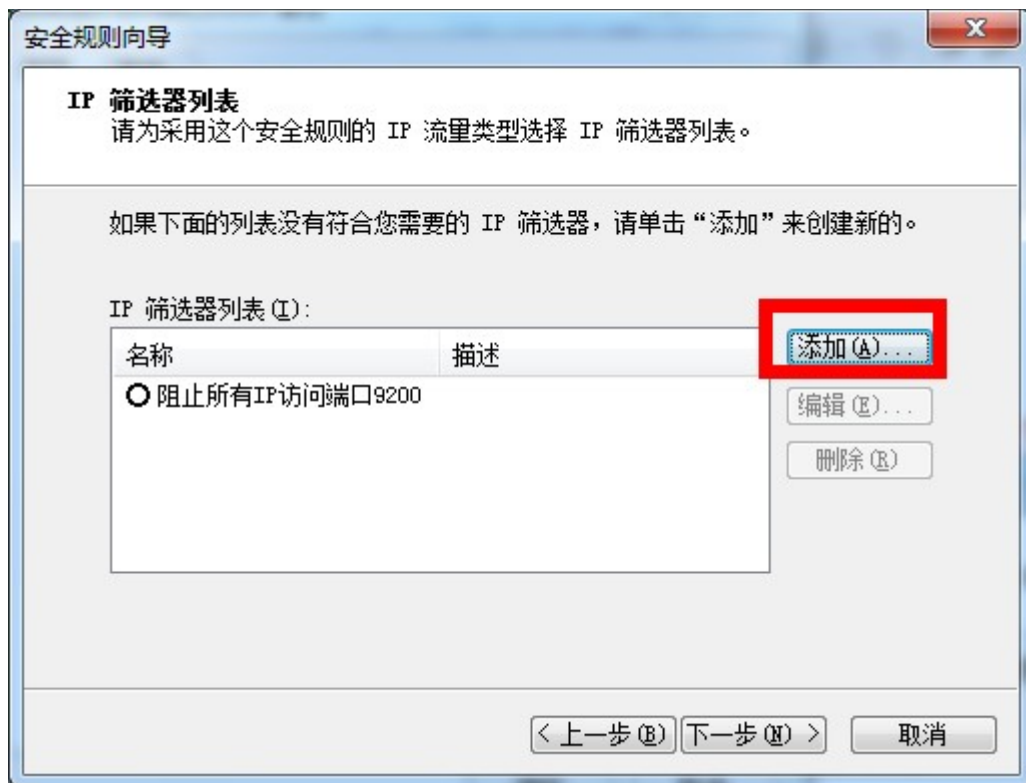 安全规则向导
IP 筛选器列表
请为采用这个安全规则的 IP 流量类型选择 IP 筛选器列表。
如果下面的列表没有符合您需要的 IP 筛选器，请单击“添加”来创建新的。
IP 筛选器列表(I):
名称 描述
添加(A)...
阻止所有IP访问端口9200
编辑(E)...
删除(R)
< 上一步(B) 下一步(N) > 取消